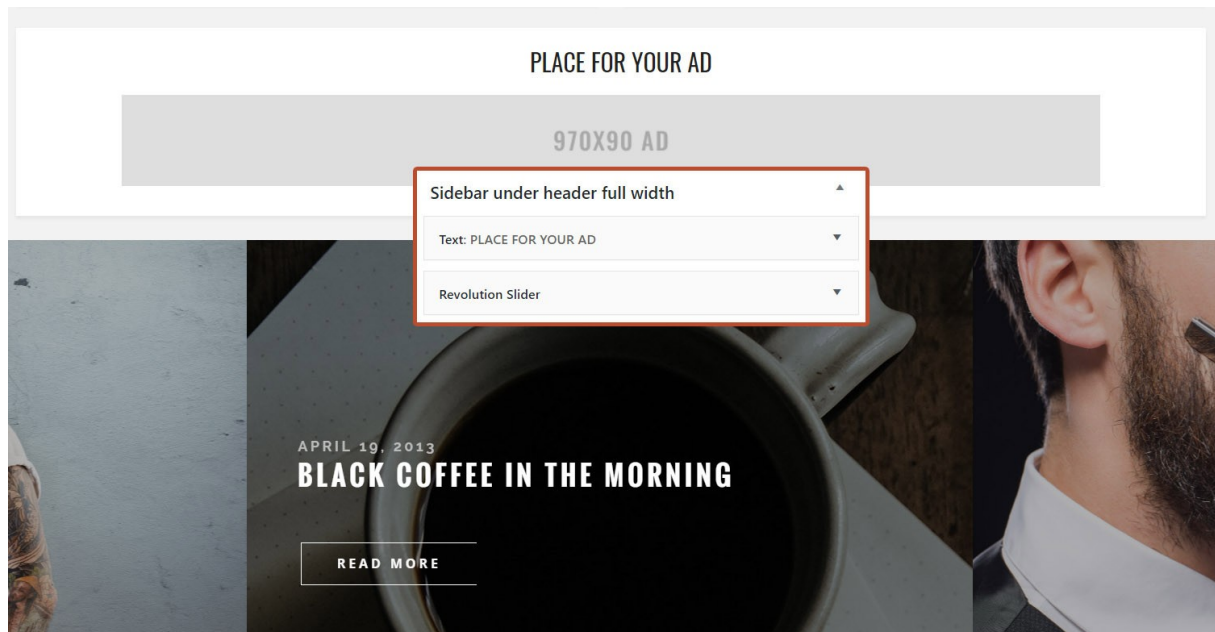 PLACE FOR YOUR AD
970X90 AD
Sidebar under header full width
Text: PLACE FOR YOUR AD
Revolution Slider
APRIL 19, 2013
BLACK COFFEE IN THE MORNING
READ MORE